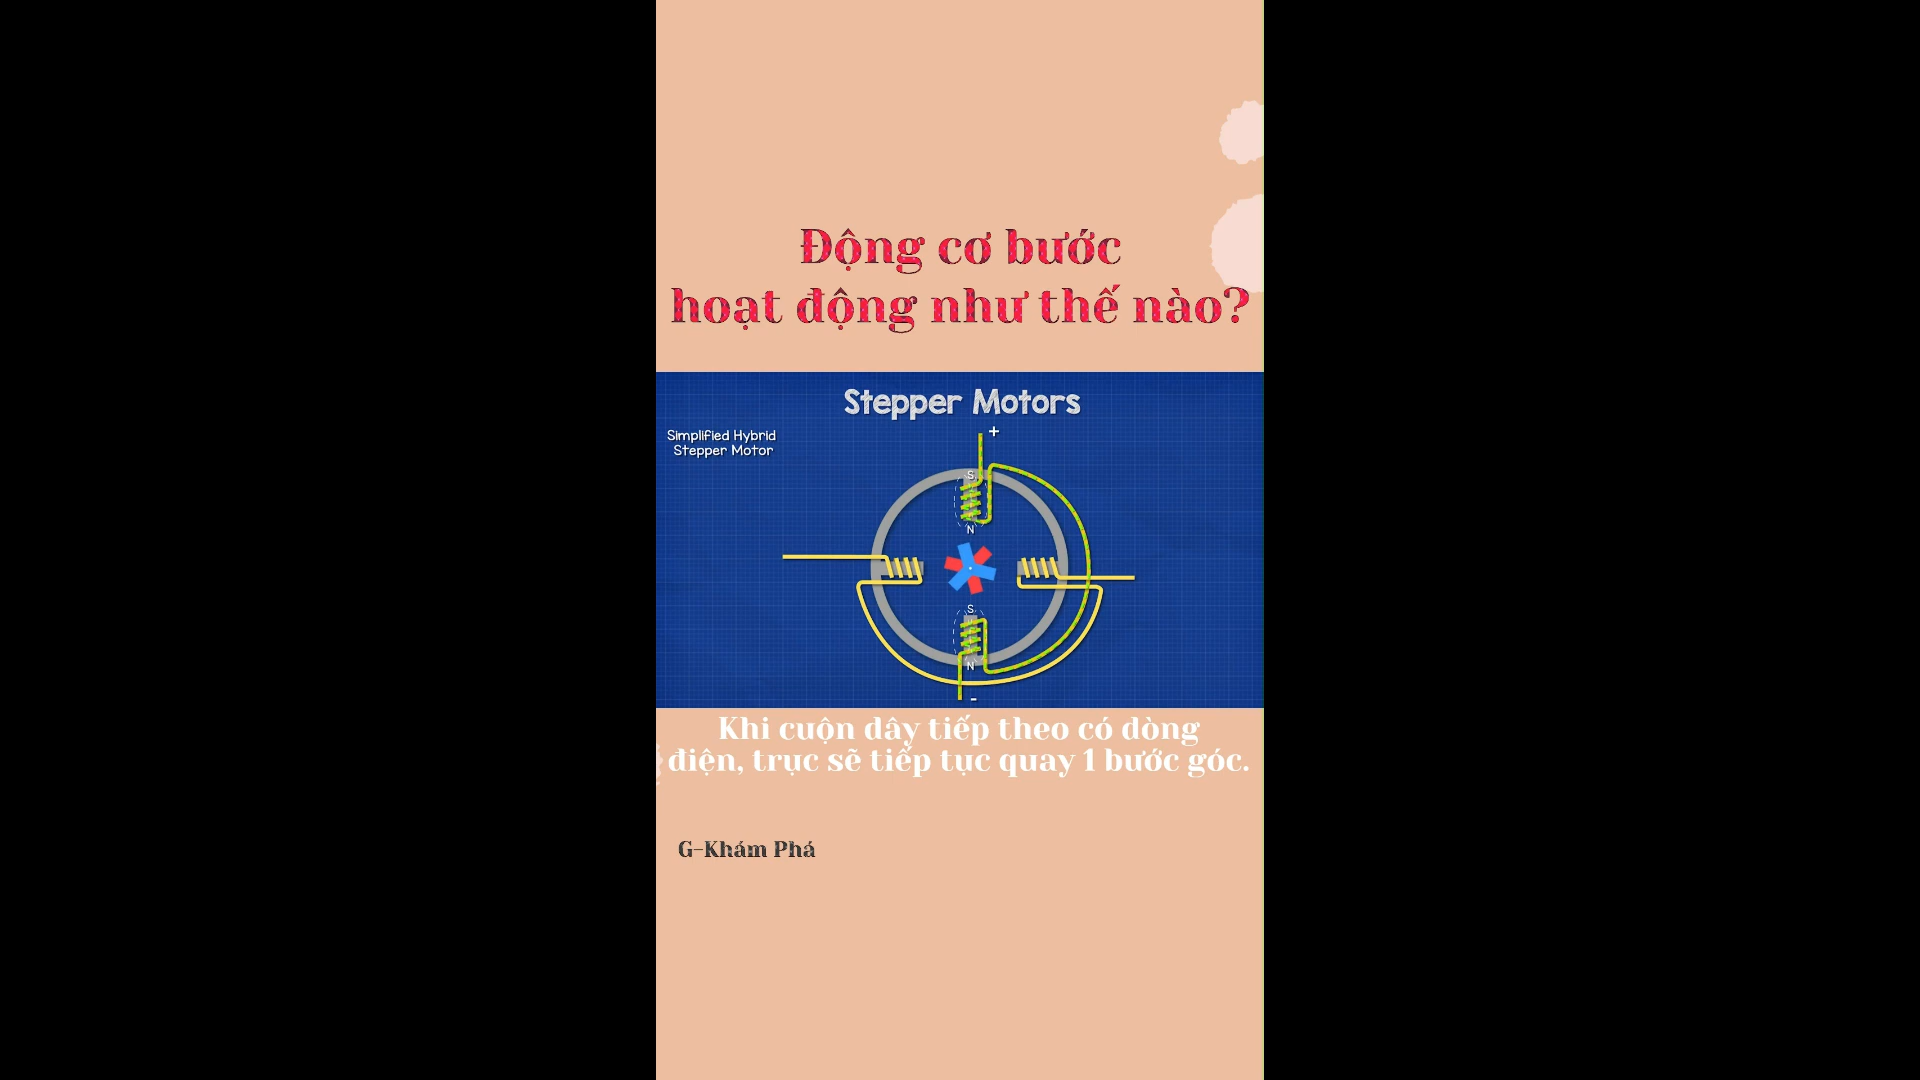 Động cơ bước
hoạt động như thế nào?
Stepper Motors
Simplified Hybrid
Stepper Motor
+
S
N
S
N
-
Khi cuộn dây tiếp theo có dòng
điện, trục sẽ tiếp tục quay 1 bước góc.
G-Khám Phá